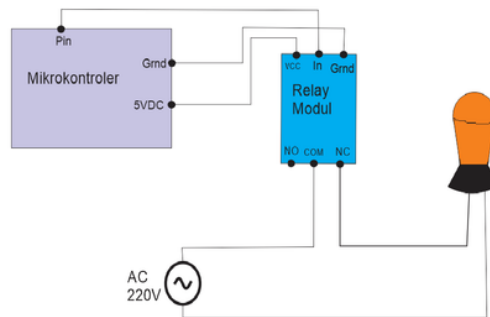 Pin
Mikrokontroler
Grnd
5VDC
VCC In Grnd
Relay
Modul
NO COM NC
AC
220V